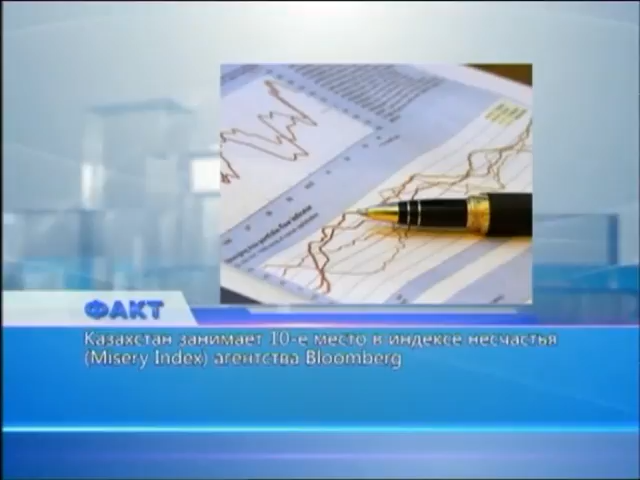 ФАКТ
Казахстан занимает 10-е место в индексе несчастья
(Misery Index) агентства Bloomberg